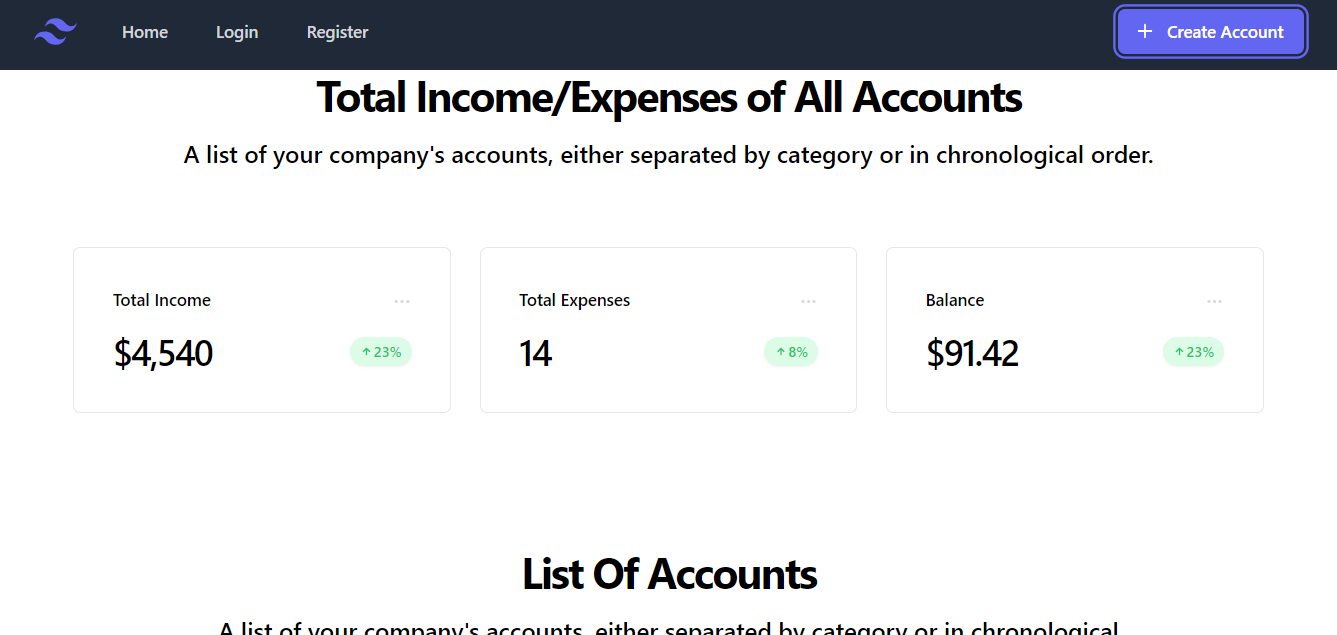 Home Login Register + Create Account
Total Income/Expenses of All Accounts
A list of your company's accounts, either separated by category or in chronological order.
Total Income ... Total Expenses ... Balance ...
$4,540 ↑ 23% 14 ↑ 8% $91.42 ↑ 23%
List Of Accounts
A list of your company's accounts, either separated by category or in chronological